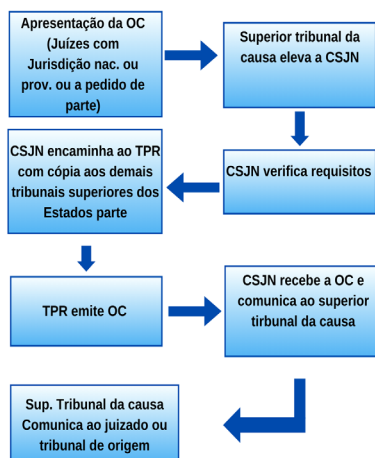 Apresentação da OC
(Juízes com
Jurisdição nac. ou
prov. ou a pedido de
parte)
Superior tribunal da
causa eleva a CSJN
CSJN verifica requisitos
CSJN encaminha ao TPR
com cópia aos demais
tribunais superiores dos
Estados parte
TPR emite OC
CSJN recebe a OC e
comunica ao superior
tirbunal da causa
Sup. Tribunal da causa
Comunica ao juizado ou
tribunal de origem